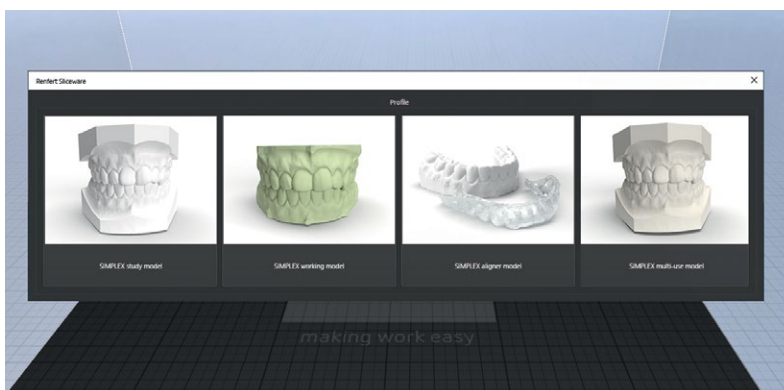 Renfert Sliceware
Profile
SIMPLEX study model
SIMPLEX working model
SIMPLEX aligner model
SIMPLEX multi-use model
making work easy